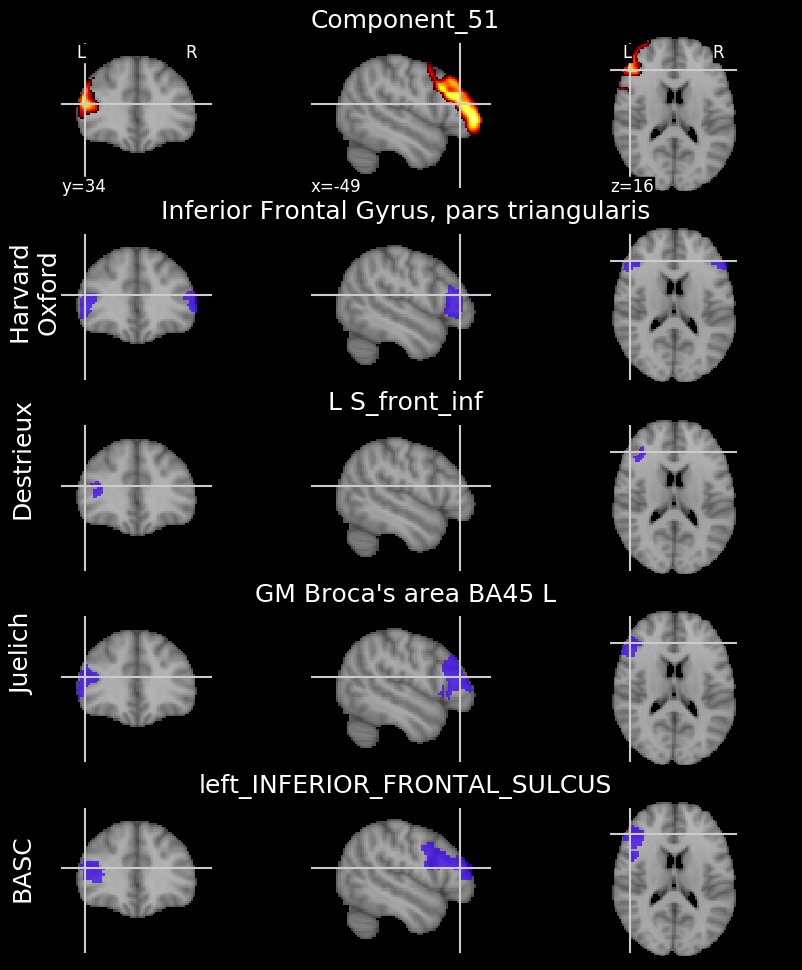 Component_51
L R L R
y=34 x=-49 z=16
Inferior Frontal Gyrus, pars triangularis
Harvard
Oxford
L S_front_inf
Destrieux
GM Broca's area BA45 L
Juelich
left_INFERIOR_FRONTAL_SULCUS
BASC